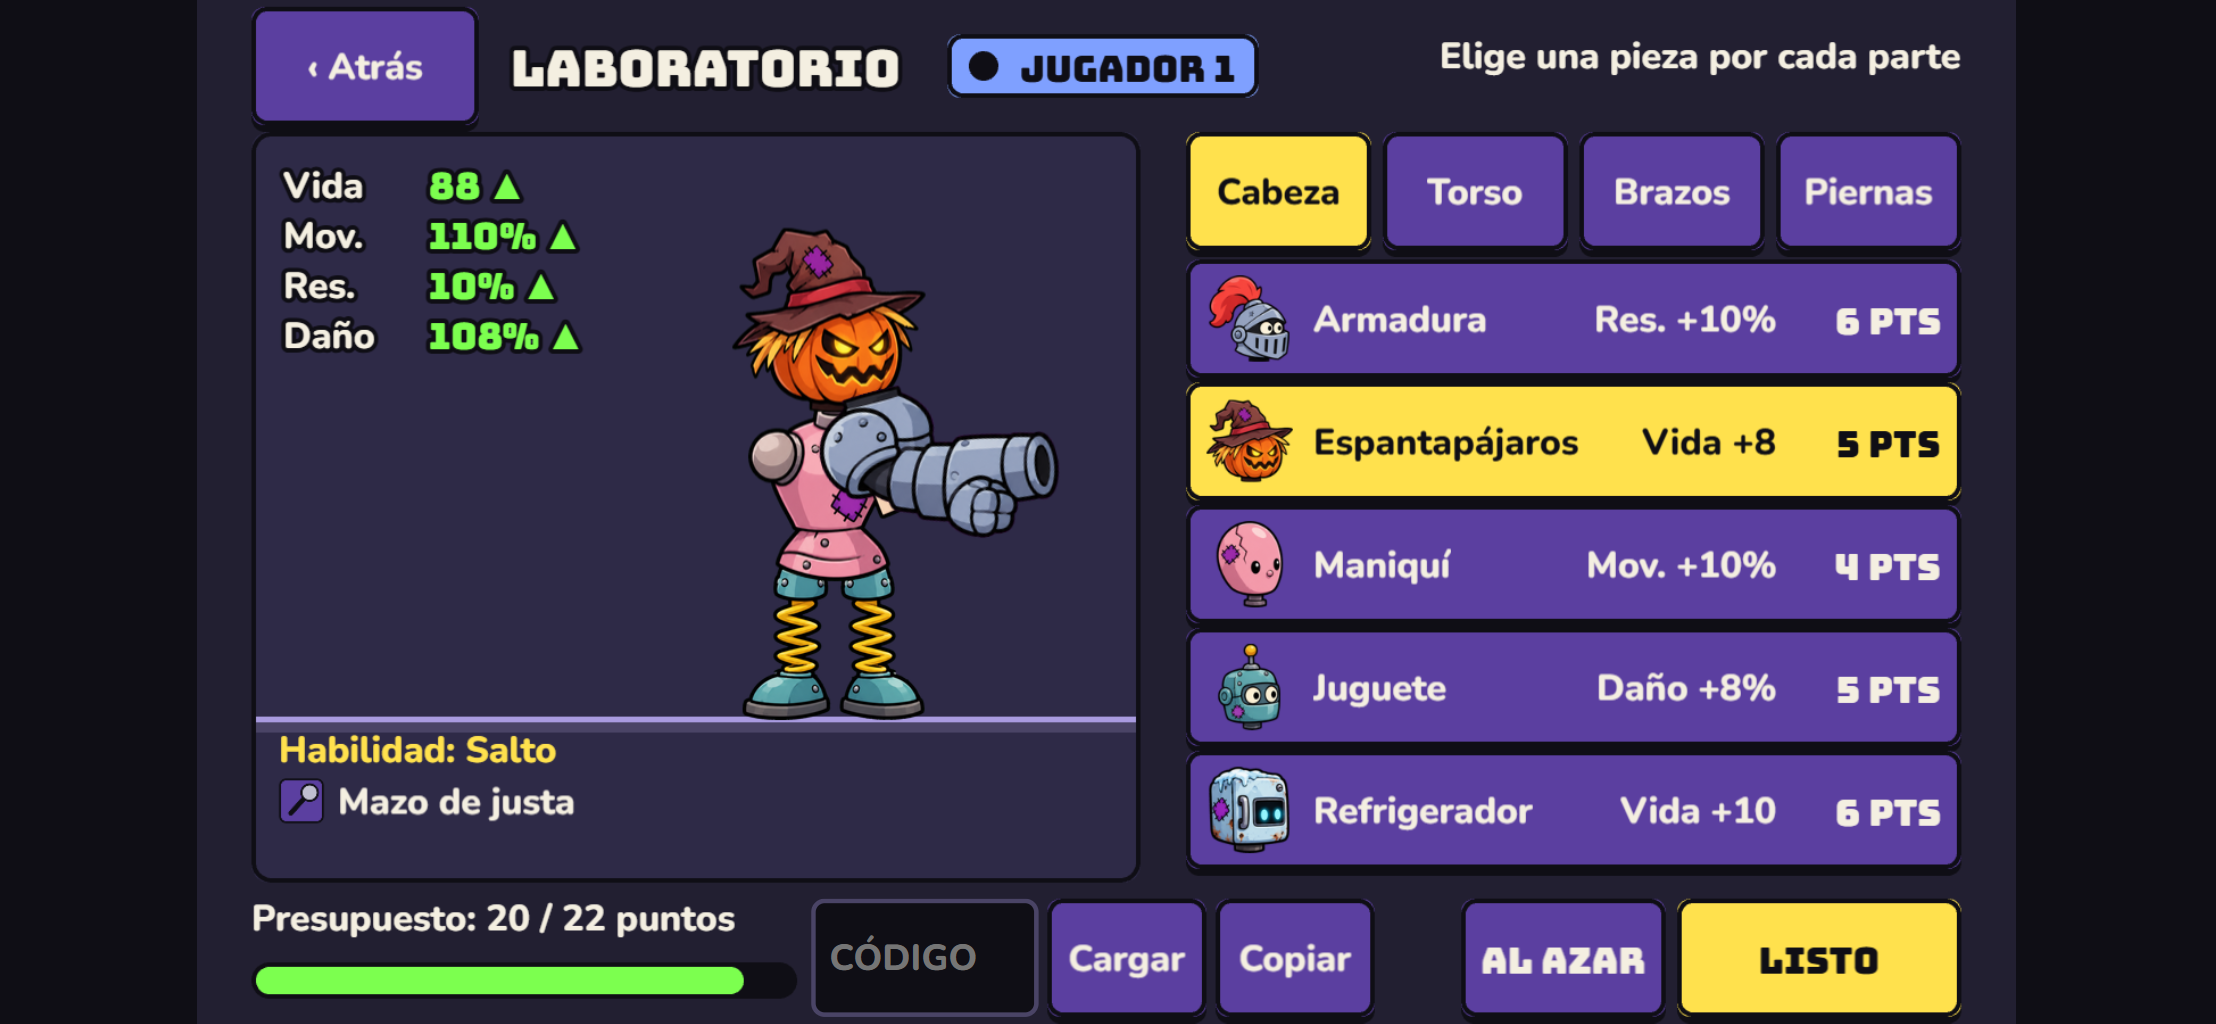 ‹ Atrás
LABORATORIO
JUGADOR 1
Elige una pieza por cada parte
Vida 88 ▲
Mov. 110% ▲
Res. 10% ▲
Daño 108% ▲
Habilidad: Salto
Mazo de justa
Cabeza Torso Brazos Piernas
Armadura Res. +10% 6 PTS
Espantapájaros Vida +8 5 PTS
Maniquí Mov. +10% 4 PTS
Juguete Daño +8% 5 PTS
Refrigerador Vida +10 6 PTS
Presupuesto: 20 / 22 puntos
CÓDIGO
Cargar
Copiar
AL AZAR
LISTO